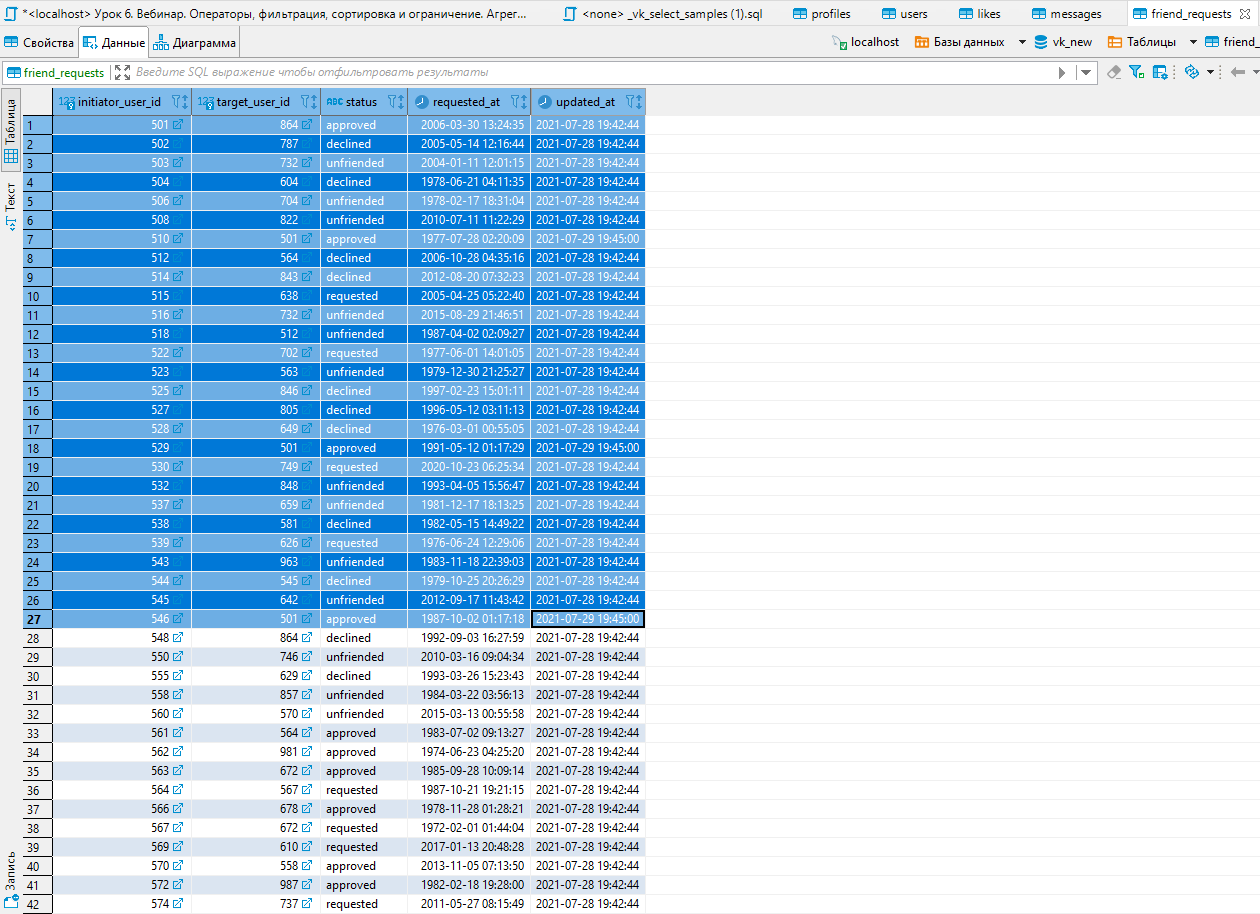 *<localhost> Урок 6. Вебинар. Операторы, фильтрация, сортировка и ограничение. Агрег... <none> _vk_select_samples (1).sql profiles users likes messages friend_requests
Свойства Данные Диаграмма localhost Базы данных vk_new Таблицы friend_
friend_requests Введите SQL выражение чтобы отфильтровать результаты
Таблица
Текст
Запись
123 initiator_user_id 123 target_user_id ABC status requested_at updated_at
1 501 864 approved 2006-03-30 13:24:35 2021-07-28 19:42:44
2 502 787 declined 2005-05-14 12:16:44 2021-07-28 19:42:44
3 503 732 unfriended 2004-01-11 12:01:15 2021-07-28 19:42:44
4 504 604 declined 1978-06-21 04:11:35 2021-07-28 19:42:44
5 506 704 unfriended 1978-02-17 18:31:04 2021-07-28 19:42:44
6 508 822 unfriended 2010-07-11 11:22:29 2021-07-28 19:42:44
7 510 501 approved 1977-07-28 02:20:09 2021-07-29 19:45:00
8 512 564 declined 2006-10-28 04:35:16 2021-07-28 19:42:44
9 514 843 declined 2012-08-20 07:32:23 2021-07-28 19:42:44
10 515 638 requested 2005-04-25 05:22:40 2021-07-28 19:42:44
11 516 732 unfriended 2015-08-29 21:46:51 2021-07-28 19:42:44
12 518 512 unfriended 1987-04-02 02:09:27 2021-07-28 19:42:44
13 522 702 requested 1977-06-01 14:01:05 2021-07-28 19:42:44
14 523 563 unfriended 1979-12-30 21:25:27 2021-07-28 19:42:44
15 525 846 declined 1997-02-23 15:01:11 2021-07-28 19:42:44
16 527 805 declined 1996-05-12 03:11:13 2021-07-28 19:42:44
17 528 649 declined 1976-03-01 00:55:05 2021-07-28 19:42:44
18 529 501 approved 1991-05-12 01:17:29 2021-07-29 19:45:00
19 530 749 requested 2020-10-23 06:25:34 2021-07-28 19:42:44
20 532 848 unfriended 1993-04-05 15:56:47 2021-07-28 19:42:44
21 537 659 unfriended 1981-12-17 18:13:25 2021-07-28 19:42:44
22 538 581 declined 1982-05-15 14:49:22 2021-07-28 19:42:44
23 539 626 requested 1976-06-24 12:29:06 2021-07-28 19:42:44
24 543 963 unfriended 1983-11-18 22:39:03 2021-07-28 19:42:44
25 544 545 declined 1979-10-25 20:26:29 2021-07-28 19:42:44
26 545 642 unfriended 2012-09-17 11:43:42 2021-07-28 19:42:44
27 546 501 approved 1987-10-02 01:17:18 2021-07-29 19:45:00
28 548 864 declined 1992-09-03 16:27:59 2021-07-28 19:42:44
29 550 746 unfriended 2010-03-16 09:04:34 2021-07-28 19:42:44
30 555 629 declined 1993-03-26 15:23:43 2021-07-28 19:42:44
31 558 857 unfriended 1984-03-22 03:56:13 2021-07-28 19:42:44
32 560 570 unfriended 2015-03-13 00:55:58 2021-07-28 19:42:44
33 561 564 approved 1983-07-02 09:13:27 2021-07-28 19:42:44
34 562 981 approved 1974-06-23 04:25:20 2021-07-28 19:42:44
35 563 672 approved 1985-09-28 10:09:14 2021-07-28 19:42:44
36 564 567 requested 1987-10-21 19:21:15 2021-07-28 19:42:44
37 566 678 approved 1978-11-28 01:28:21 2021-07-28 19:42:44
38 567 672 requested 1972-02-01 01:44:04 2021-07-28 19:42:44
39 569 610 requested 2017-01-13 20:48:28 2021-07-28 19:42:44
40 570 558 approved 2013-11-05 07:13:50 2021-07-28 19:42:44
41 572 987 approved 1982-02-18 19:28:00 2021-07-28 19:42:44
42 574 737 requested 2011-05-27 08:15:49 2021-07-28 19:42:44